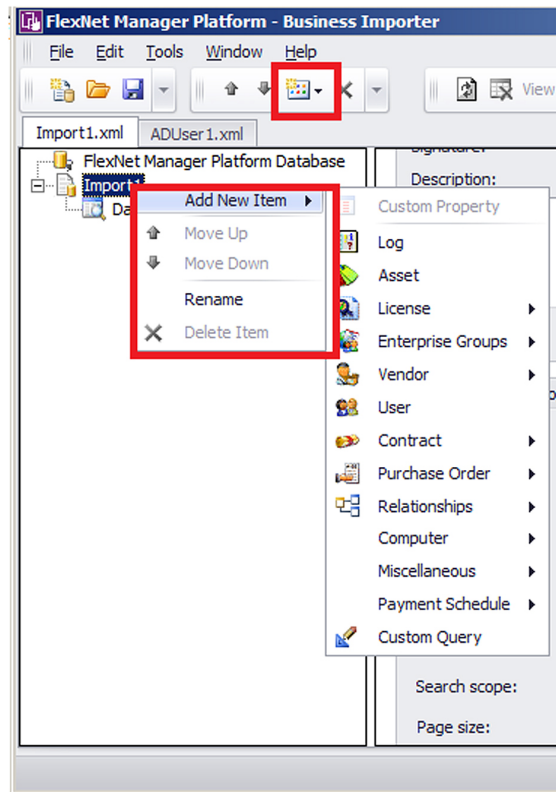 FlexNet Manager Platform - Business Importer
File Edit Tools Window Help
View
Import1.xml ADUser1.xml
FlexNet Manager Platform Database
Import1
Da
Description:
Add New Item
Move Up
Move Down
Rename
Delete Item
Custom Property
Log
Asset
License
Enterprise Groups
Vendor
User
Contract
Purchase Order
Relationships
Computer
Miscellaneous
Payment Schedule
Custom Query
Search scope:
Page size: